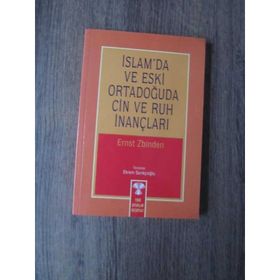 İSLAM'DA
VE ESKİ
ORTADOĞUDA
CİN VE RUH
İNANÇLARI
Ernst Zbinden
Ekrem Sarıkçıoğlu